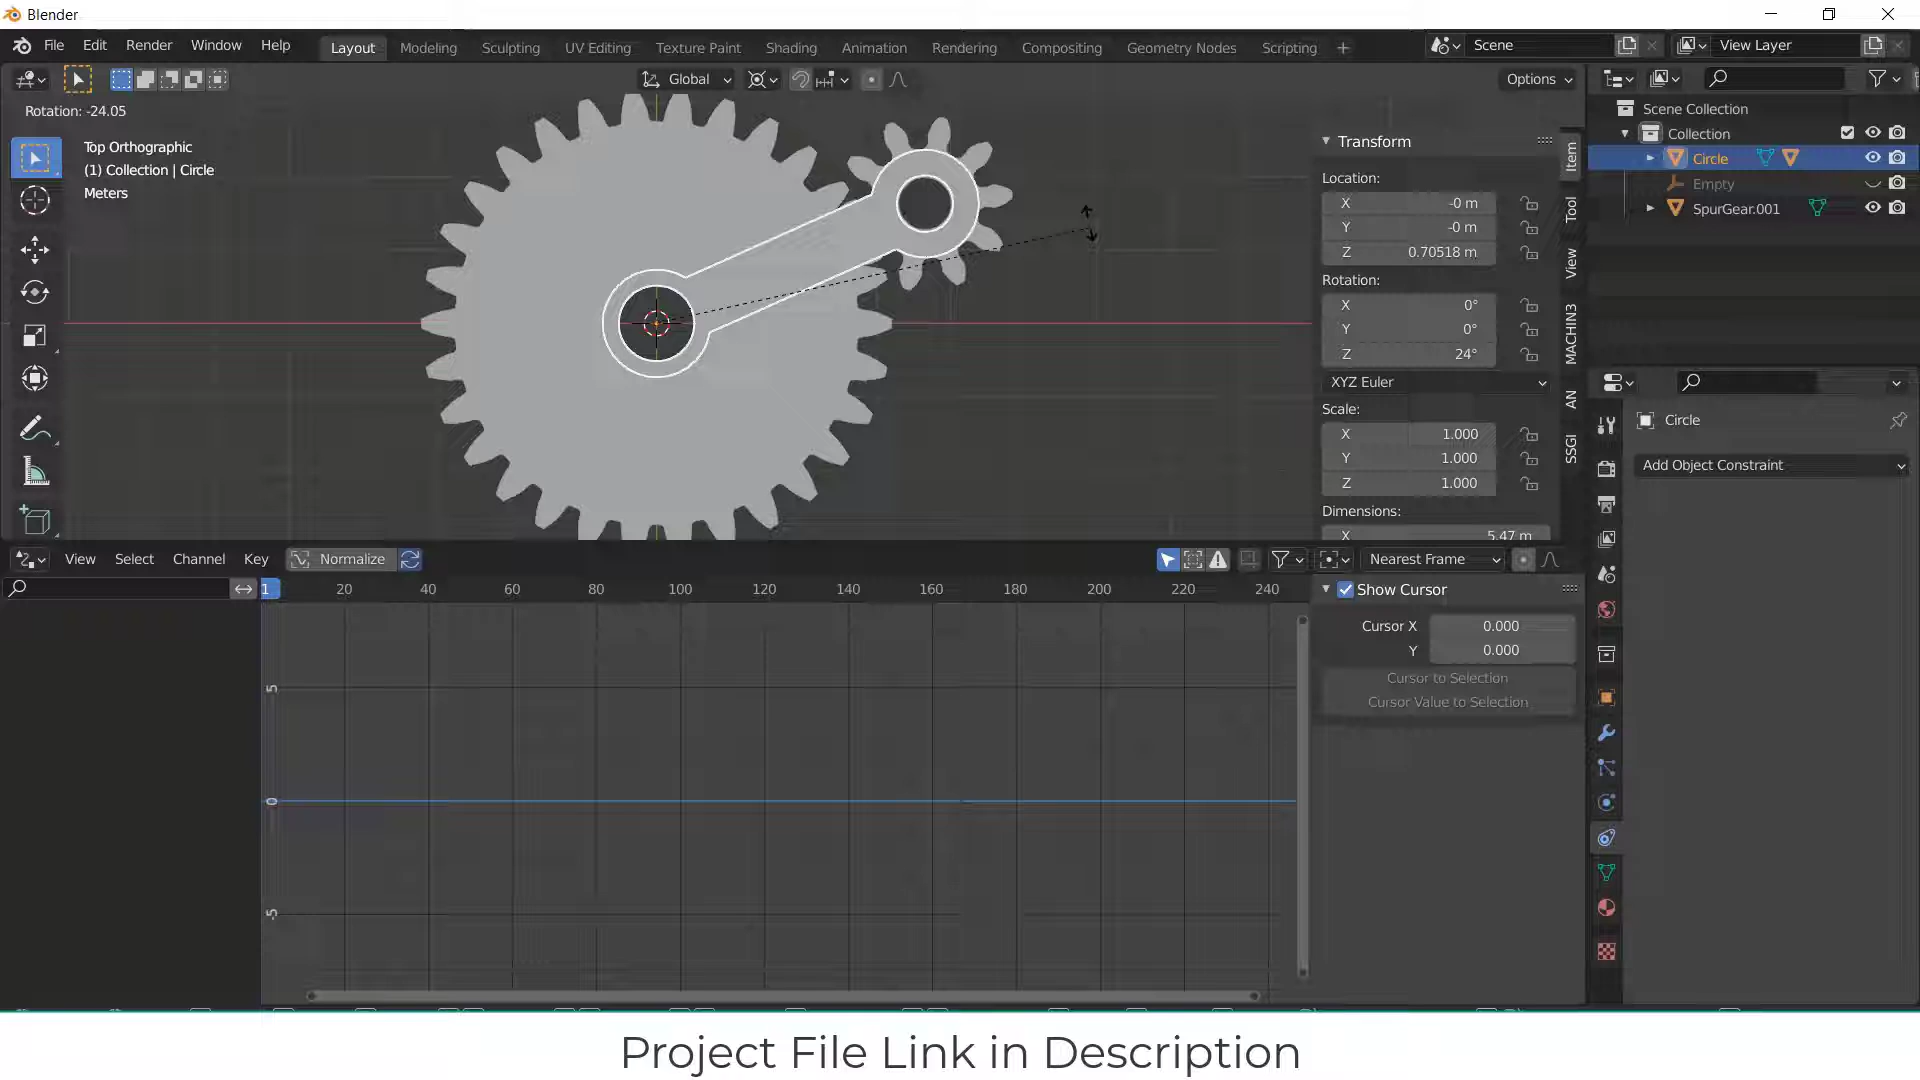 Blender
File Edit Render Window Help
Layout Modeling Sculpting UV Editing Texture Paint Shading Animation Rendering Compositing Geometry Nodes Scripting +
Scene
View Layer
Global
Options
Rotation: -24.05
Top Orthographic
(1) Collection | Circle
Meters
Transform
Location:
X -0 m
Y -0 m
Z 0.70518 m
Rotation:
X 0°
Y 0°
Z 24°
XYZ Euler
Scale:
X 1.000
Y 1.000
Z 1.000
Dimensions:
X 5.47 m
Item
Tool
View
MACHIN3
AN
SSGI
Scene Collection
Collection
Circle
Empty
SpurGear.001
Circle
Add Object Constraint
View Select Channel Key Normalize
Nearest Frame
1 20 40 60 80 100 120 140 160 180 200 220 240
5
0
-5
Show Cursor
Cursor X 0.000
Y 0.000
Cursor to Selection
Cursor Value to Selection
Project File Link in Description